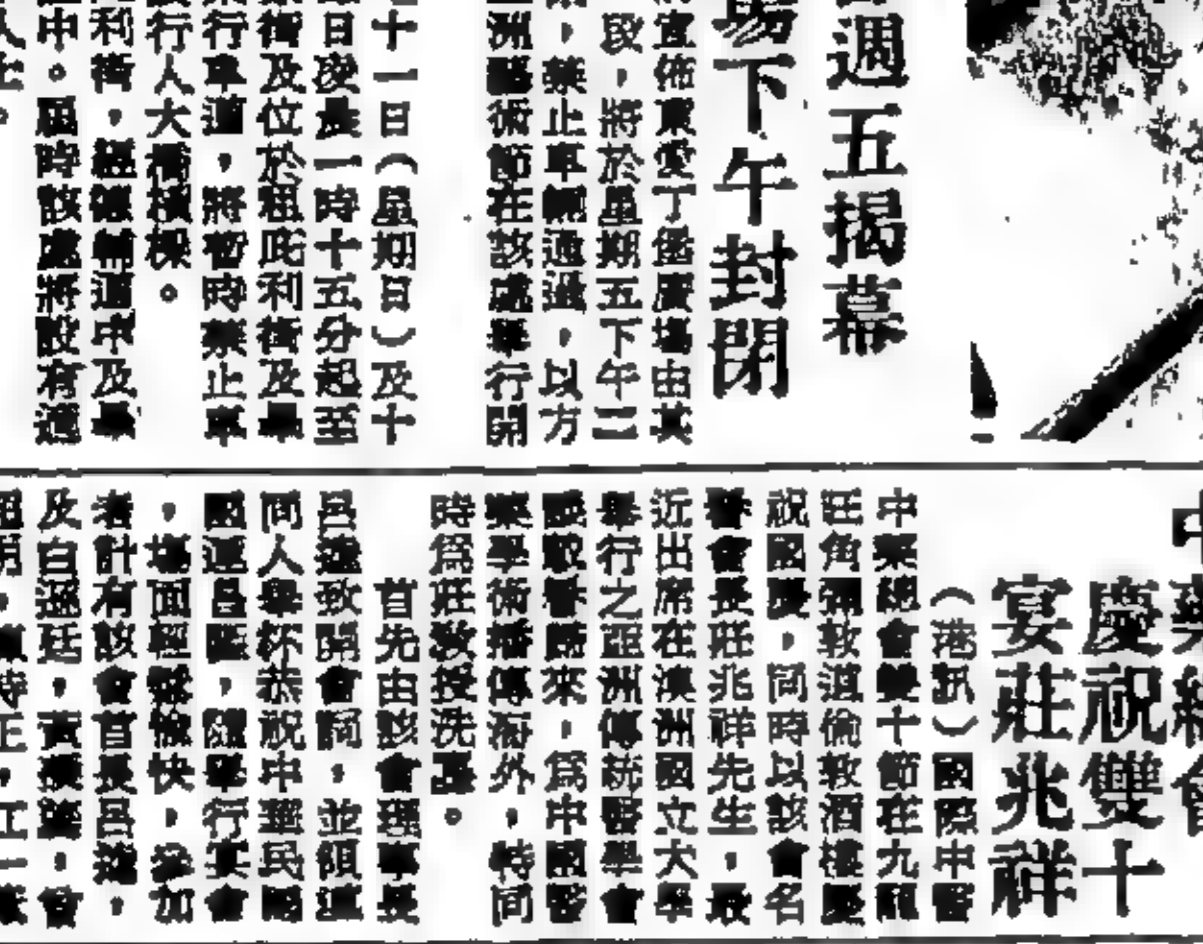 週五揭幕
場下午封閉
宣佈東愛丁堡廣場由其
段，將於星期五下午二
，禁止車輛通過，以方
洲藝術節在該處舉行開
十一日（星期日）及十
日凌晨一時十五分起至
街及位於租庇利街及畢
行車道，將暫時禁止車
行人大橋橫樑。
利街，經德輔道中及畢
中。屆時該處將設有適
人士。
慶祝雙十
宴莊兆祥
（港訊）國際中醫
中藥總會雙十節在九龍
旺角彌敦道倫敦酒樓慶
祝國慶，同時以該會名
譽會長莊兆祥先生，最
近出席在澳洲國立大學
舉行之亞洲傳統醫學會
議載譽歸來，爲中國醫
藥學術播傳海外，特同
時爲莊教授洗塵。
首先由該會理事長
呂達致開會詞，並領導
同人舉杯恭祝中華民國
國運昌隆，隨舉行宴會
，場面輕鬆愉快，參加
者計有該會首長呂達，
及白遜廷，